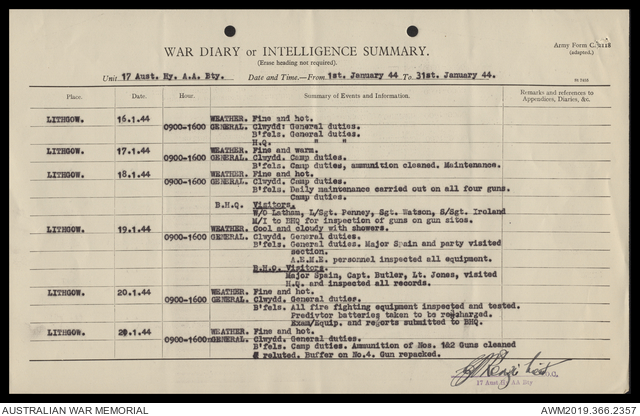 WAR DIARY or INTELLIGENCE SUMMARY.
(Erase heading not required).
Army Form C. 2118
(adapted.)
Unit 17 Aust. Hy. A.A. Bty. Date and Time.—From 1st. January 44 To 31st. January 44.
Place. Date. Hour. Summary of Events and Information. Remarks and references to
Appendices, Diaries, &c.
LITHGOW. 16.1.44 WEATHER. Fine and hot.
0900-1600 GENERAL. Clwydd: General duties.
B'fels. General duties.
H.Q. " "
LITHGOW. 17.1.44 WEATHER. Fine and warm.
0900-1600 GENERAL. Clwydd. Camp duties.
B'fels. Camp duties, ammunition cleaned. Maintenance.
LITHGOW. 18.1.44 WEATHER. Fine and hot.
0900-1600 GENERAL. Clwydd. Camp duties.
B'fels. Daily maintenance carried out on all four guns.
Camp duties.
B.H.Q. Visitors.
W/O Latham, L/Sgt. Penney, Sgt. Watson, S/Sgt. Iroland
M/I to BHQ for inspection of guns on gun sites.
LITHGOW. 19.1.44 WEATHER. Cool and cloudy with showers.
0900-1600 GENERAL. Clwydd. General duties.
B'fels. General duties. Major Spain and party visited
section.
A.E.M.E. personnel inspected all equipment.
B.H.Q. Visitors.
Major Spain, Capt. Butler, Lt. Jones, visited
H.Q. and inspected all records.
LITHGOW. 20.1.44 WEATHER. Fine and hot.
0900-1600 GENERAL. Clwydd. General duties.
B'fels. All fire fighting equipment inspected and tested.
Predivtor batteries taken to be recharged.
Exam/Equip. and reports submitted to BHQ.
LITHGOW. 21.1.44 WEATHER. Fine and hot.
0900-1600 GENERAL. Clwydd. General duties.
B'fels. Camp duties. Ammunition of Nos. 1&2 Guns cleaned
& reluted. Buffer on No.4. Gun repacked.
O.C.
17 Aust. Hy AA Bty
AUSTRALIAN WAR MEMORIAL
AWM2019.366.2357